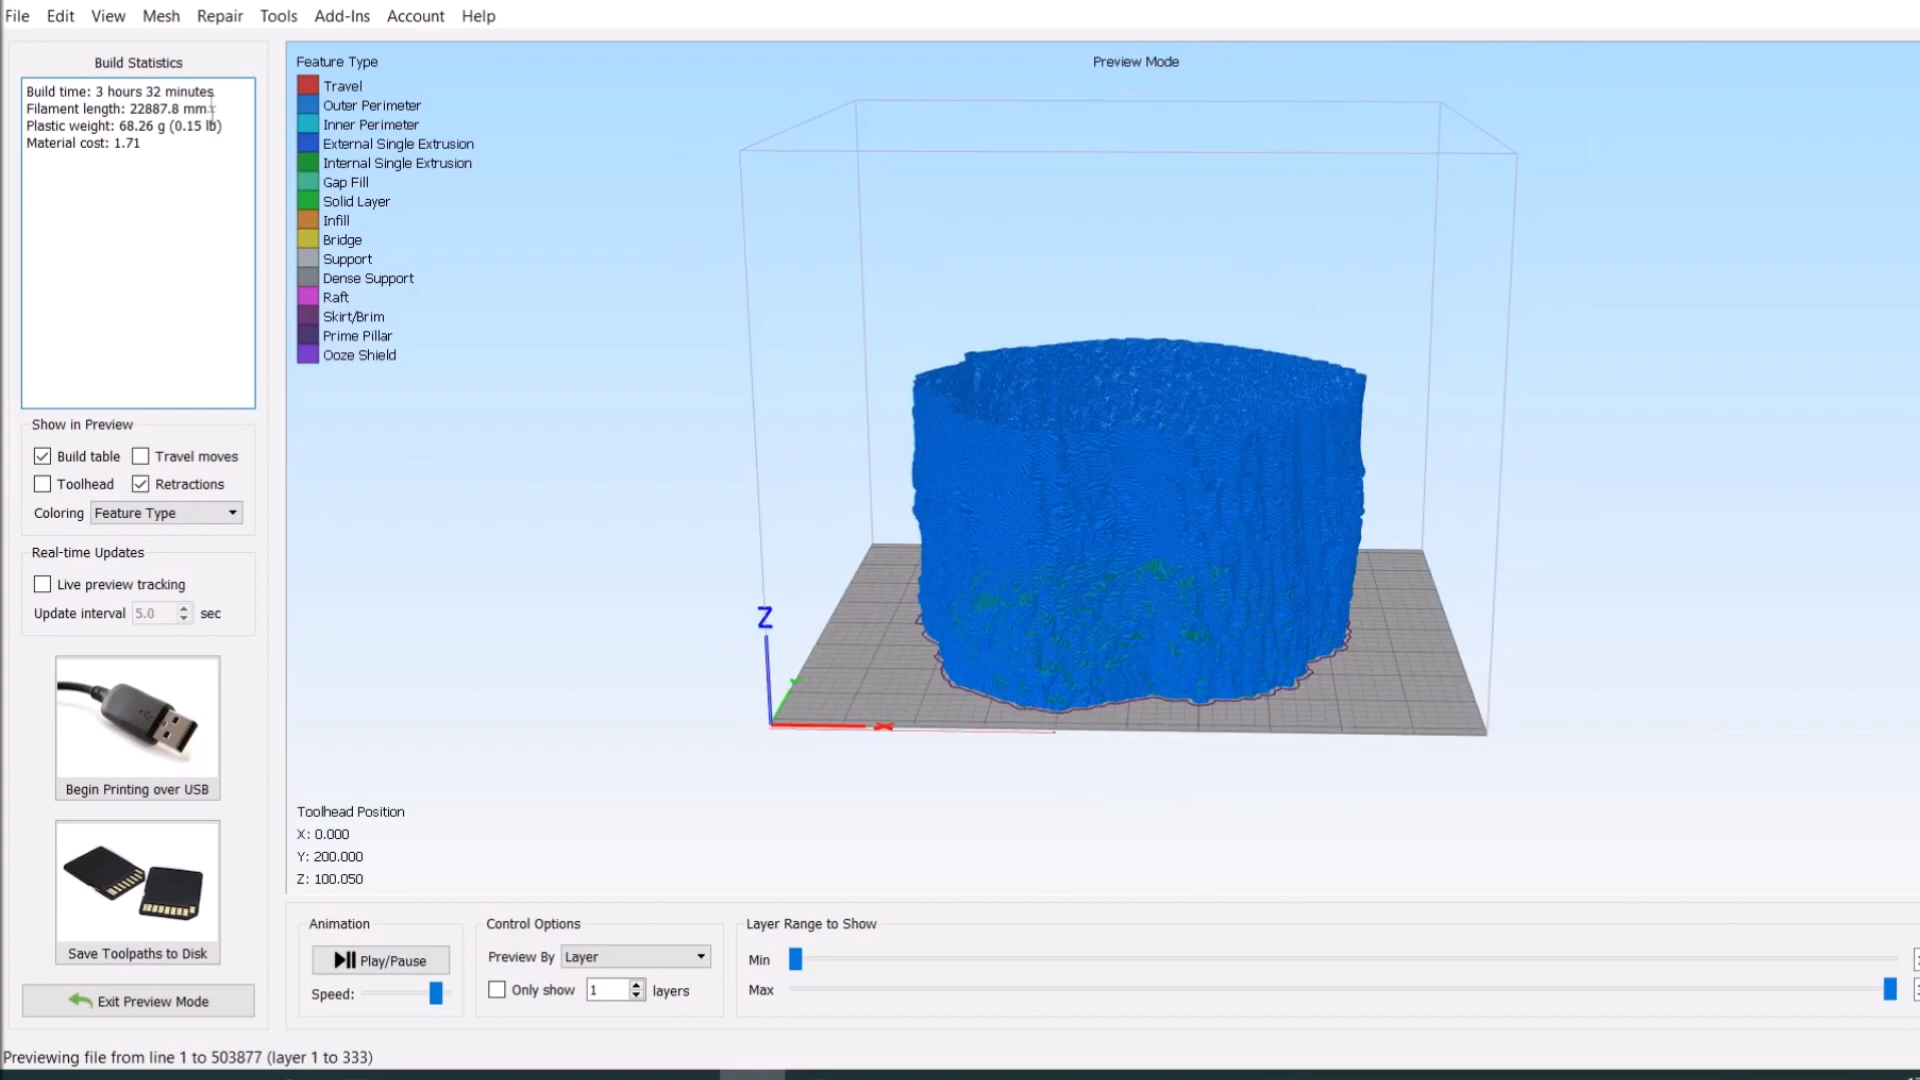 File Edit View Mesh Repair Tools Add-Ins Account Help
Build Statistics
Build time: 3 hours 32 minutes
Filament length: 22887.8 mm
Plastic weight: 68.26 g (0.15 lb)
Material cost: 1.71
Show in Preview
Build table Travel moves
Toolhead Retractions
Coloring Feature Type
Real-time Updates
Live preview tracking
Update interval 5.0 sec
Begin Printing over USB
Save Toolpaths to Disk
Exit Preview Mode
Feature Type
Travel
Outer Perimeter
Inner Perimeter
External Single Extrusion
Internal Single Extrusion
Gap Fill
Solid Layer
Infill
Bridge
Support
Dense Support
Raft
Skirt/Brim
Prime Pillar
Ooze Shield
Preview Mode
Z
Toolhead Position
X: 0.000
Y: 200.000
Z: 100.050
Animation
Play/Pause
Speed:
Control Options
Preview By Layer
Only show 1 layers
Layer Range to Show
Min
Max
Previewing file from line 1 to 503877 (layer 1 to 333)